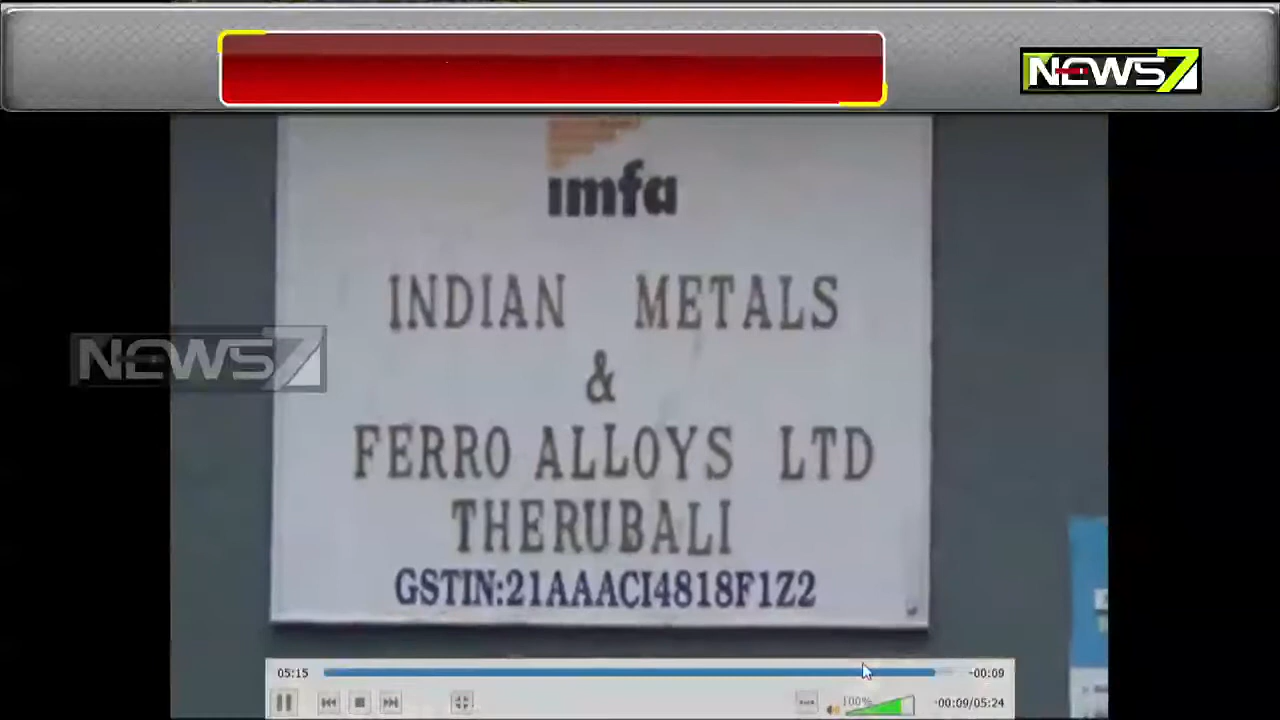 NEWS7
imfa
INDIAN METALS
&
FERRO ALLOYS LTD
THERUBALI
GSTIN:21AAACI4818F1Z2
NEWS7
05:15
-00:09
100%
-00:09/05:24